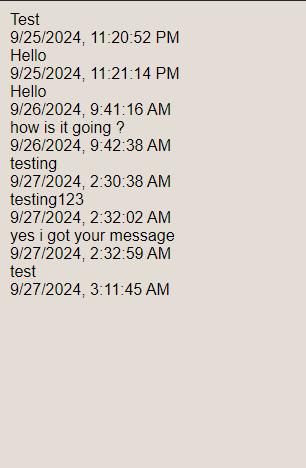 Test
9/25/2024, 11:20:52 PM
Hello
9/25/2024, 11:21:14 PM
Hello
9/26/2024, 9:41:16 AM
how is it going ?
9/26/2024, 9:42:38 AM
testing
9/27/2024, 2:30:38 AM
testing123
9/27/2024, 2:32:02 AM
yes i got your message
9/27/2024, 2:32:59 AM
test
9/27/2024, 3:11:45 AM